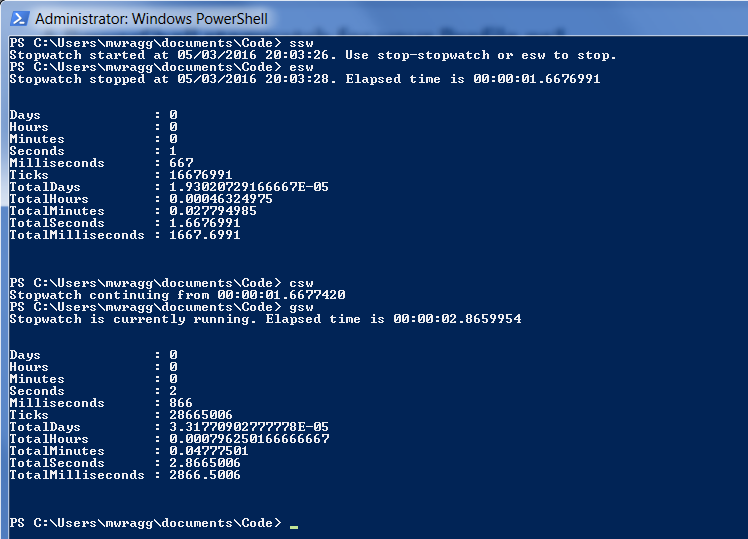 Administrator: Windows PowerShell
PS C:\Users\mwragg\documents\Code> ssw
Stopwatch started at 05/03/2016 20:03:26. Use stop-stopwatch or esw to stop.
PS C:\Users\mwragg\documents\Code> esw
Stopwatch stopped at 05/03/2016 20:03:28. Elapsed time is 00:00:01.6676991
Days : 0
Hours : 0
Minutes : 0
Seconds : 1
Milliseconds : 667
Ticks : 16676991
TotalDays : 1.93020729166667E-05
TotalHours : 0.00046324975
TotalMinutes : 0.027794985
TotalSeconds : 1.6676991
TotalMilliseconds : 1667.6991
PS C:\Users\mwragg\documents\Code> csw
Stopwatch continuing from 00:00:01.6677420
PS C:\Users\mwragg\documents\Code> gsw
Stopwatch is currently running. Elapsed time is 00:00:02.8659954
Days : 0
Hours : 0
Minutes : 0
Seconds : 2
Milliseconds : 866
Ticks : 28665006
TotalDays : 3.31770902777778E-05
TotalHours : 0.000796250166666667
TotalMinutes : 0.04777501
TotalSeconds : 2.8665006
TotalMilliseconds : 2866.5006
PS C:\Users\mwragg\documents\Code> _